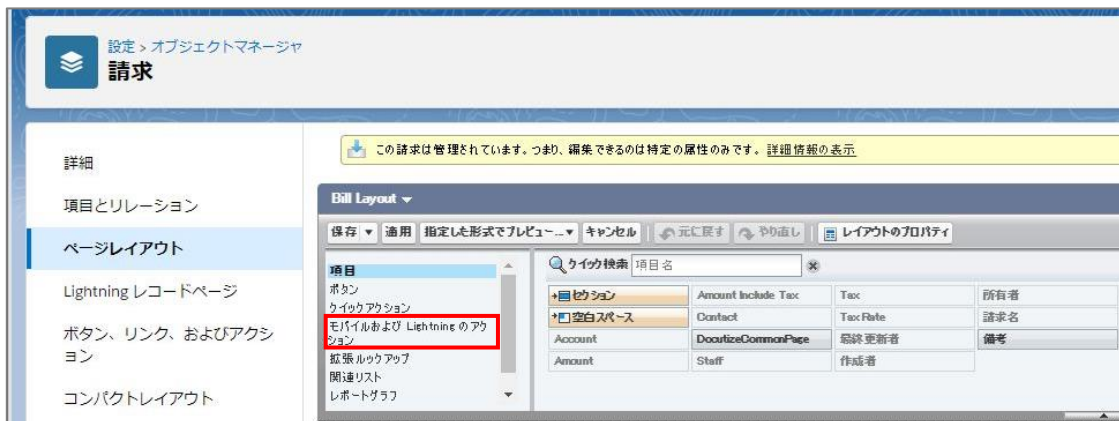 設定 > オブジェクトマネージャ
請求
詳細
項目とリレーション
ページレイアウト
Lightning レコードページ
ボタン、リンク、およびアクシ
ョン
コンパクトレイアウト
この請求は管理されています。つまり、編集できるのは特定の属性のみです。 詳細情報の表示
Bill Layout
保存 適用 指定した形式でプレビュー... キャンセル 元に戻す やり直し レイアウトのプロパティ
項目
ボタン
クイックアクション
モバイルおよび Lightning のアク
ション
拡張ルックアップ
関連リスト
レポートグラフ
クイック検索 項目名
セクション Amount Include Tax Tax 所有者
空白スペース Contact Tax Rate 請求名
Account DocutizeCommonPage 最終更新者 備考
Amount Staff 作成者